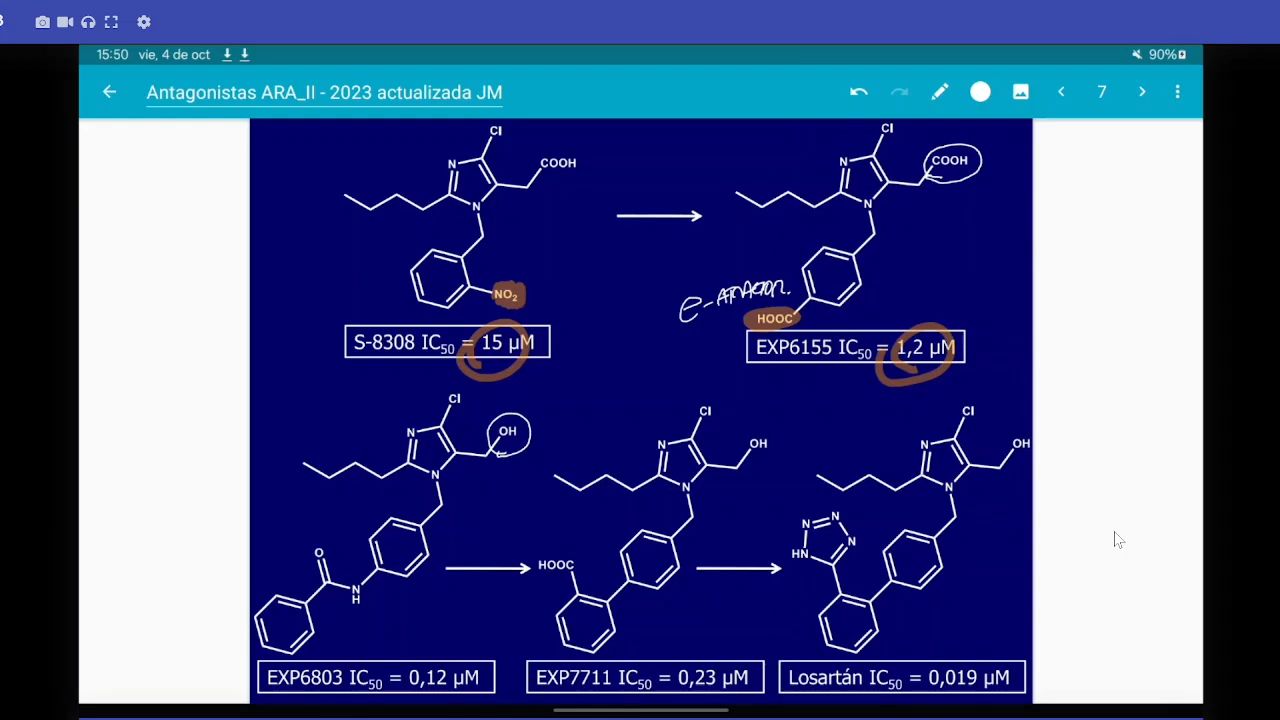 15:50 vie, 4 de oct
90%
Antagonistas ARA_II - 2023 actualizada JM
7
Cl
N
COOH
N
NO2
S-8308 IC50 = 15 µM
Cl
N
COOH
N
HOOC
EXP6155 IC50 = 1,2 µM
Cl
N
OH
N
O
N
H
EXP6803 IC50 = 0,12 µM
Cl
N
OH
N
HOOC
EXP7711 IC50 = 0,23 µM
Cl
N
OH
N
N
N
N
HN
Losartán IC50 = 0,019 µM